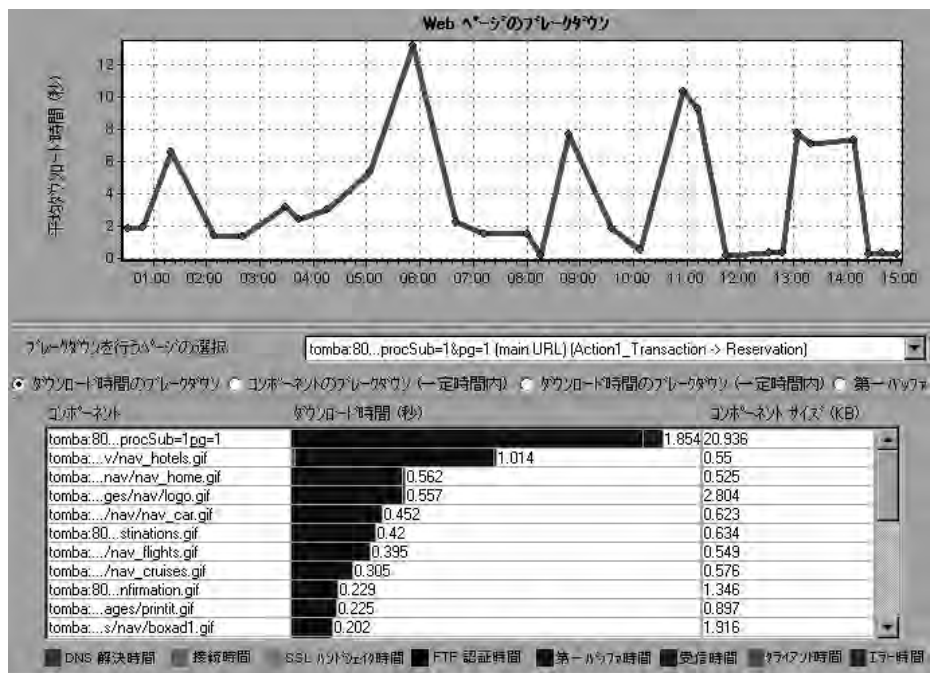 Web ページのブレークダウン
平均ダウンロード時間 (秒)
12
10
8
6
4
2
0
01:00 02:00 03:00 04:00 05:00 06:00 07:00 08:00 09:00 10:00 11:00 12:00 13:00 14:00 15:00
ブレークダウンを行うページの選択
tomba:80...procSub=1&pg=1 (main URL) (Action1_Transaction -> Reservation)
ダウンロード時間のブレークダウン コンポーネントのブレークダウン (一定時間内) ダウンロード時間のブレークダウン (一定時間内) 第一バッファ
コンポーネント ダウンロード時間 (秒) コンポーネント サイズ (KB)
tomba:80...procSub=1pg=1 1.854 20.936
tomba:...v/nav_hotels.gif 1.014 0.55
tomba:...nav/nav_home.gif 0.562 0.525
tomba:...ges/nav/logo.gif 0.557 2.804
tomba:.../nav/nav_car.gif 0.452 0.623
tomba:80...stinations.gif 0.42 0.634
tomba:.../nav_flights.gif 0.395 0.549
tomba:.../nav_cruises.gif 0.305 0.576
tomba:80...nfirmation.gif 0.229 1.346
tomba:...ages/printit.gif 0.225 0.897
tomba:...s/nav/boxad1.gif 0.202 1.916
DNS 解決時間 接続時間 SSL ハンドシェイク時間 FTF 認証時間 第一バッファ時間 受信時間 クライアント時間 エラー時間